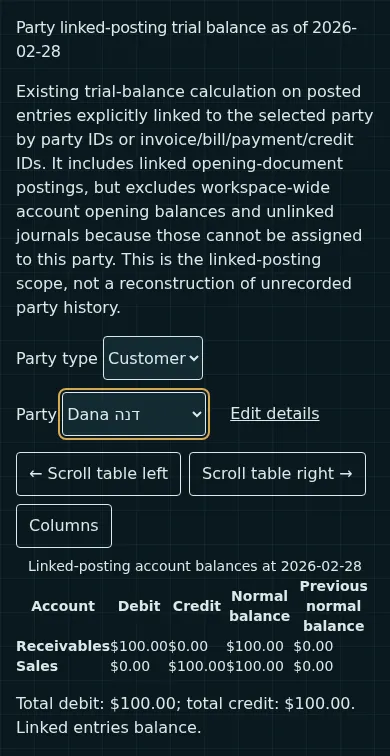 Party linked-posting trial balance as of 2026-
02-28
Existing trial-balance calculation on posted
entries explicitly linked to the selected party
by party IDs or invoice/bill/payment/credit
IDs. It includes linked opening-document
postings, but excludes workspace-wide
account opening balances and unlinked
journals because those cannot be assigned
to this party. This is the linked-posting
scope, not a reconstruction of unrecorded
party history.
Party type Customer
Party Dana דנה Edit details
← Scroll table left Scroll table right →
Columns
Linked-posting account balances at 2026-02-28
Account Debit Credit Normal balance Previous normal balance
Receivables $100.00 $0.00 $100.00 $0.00
Sales $0.00 $100.00 $100.00 $0.00
Total debit: $100.00; total credit: $100.00.
Linked entries balance.